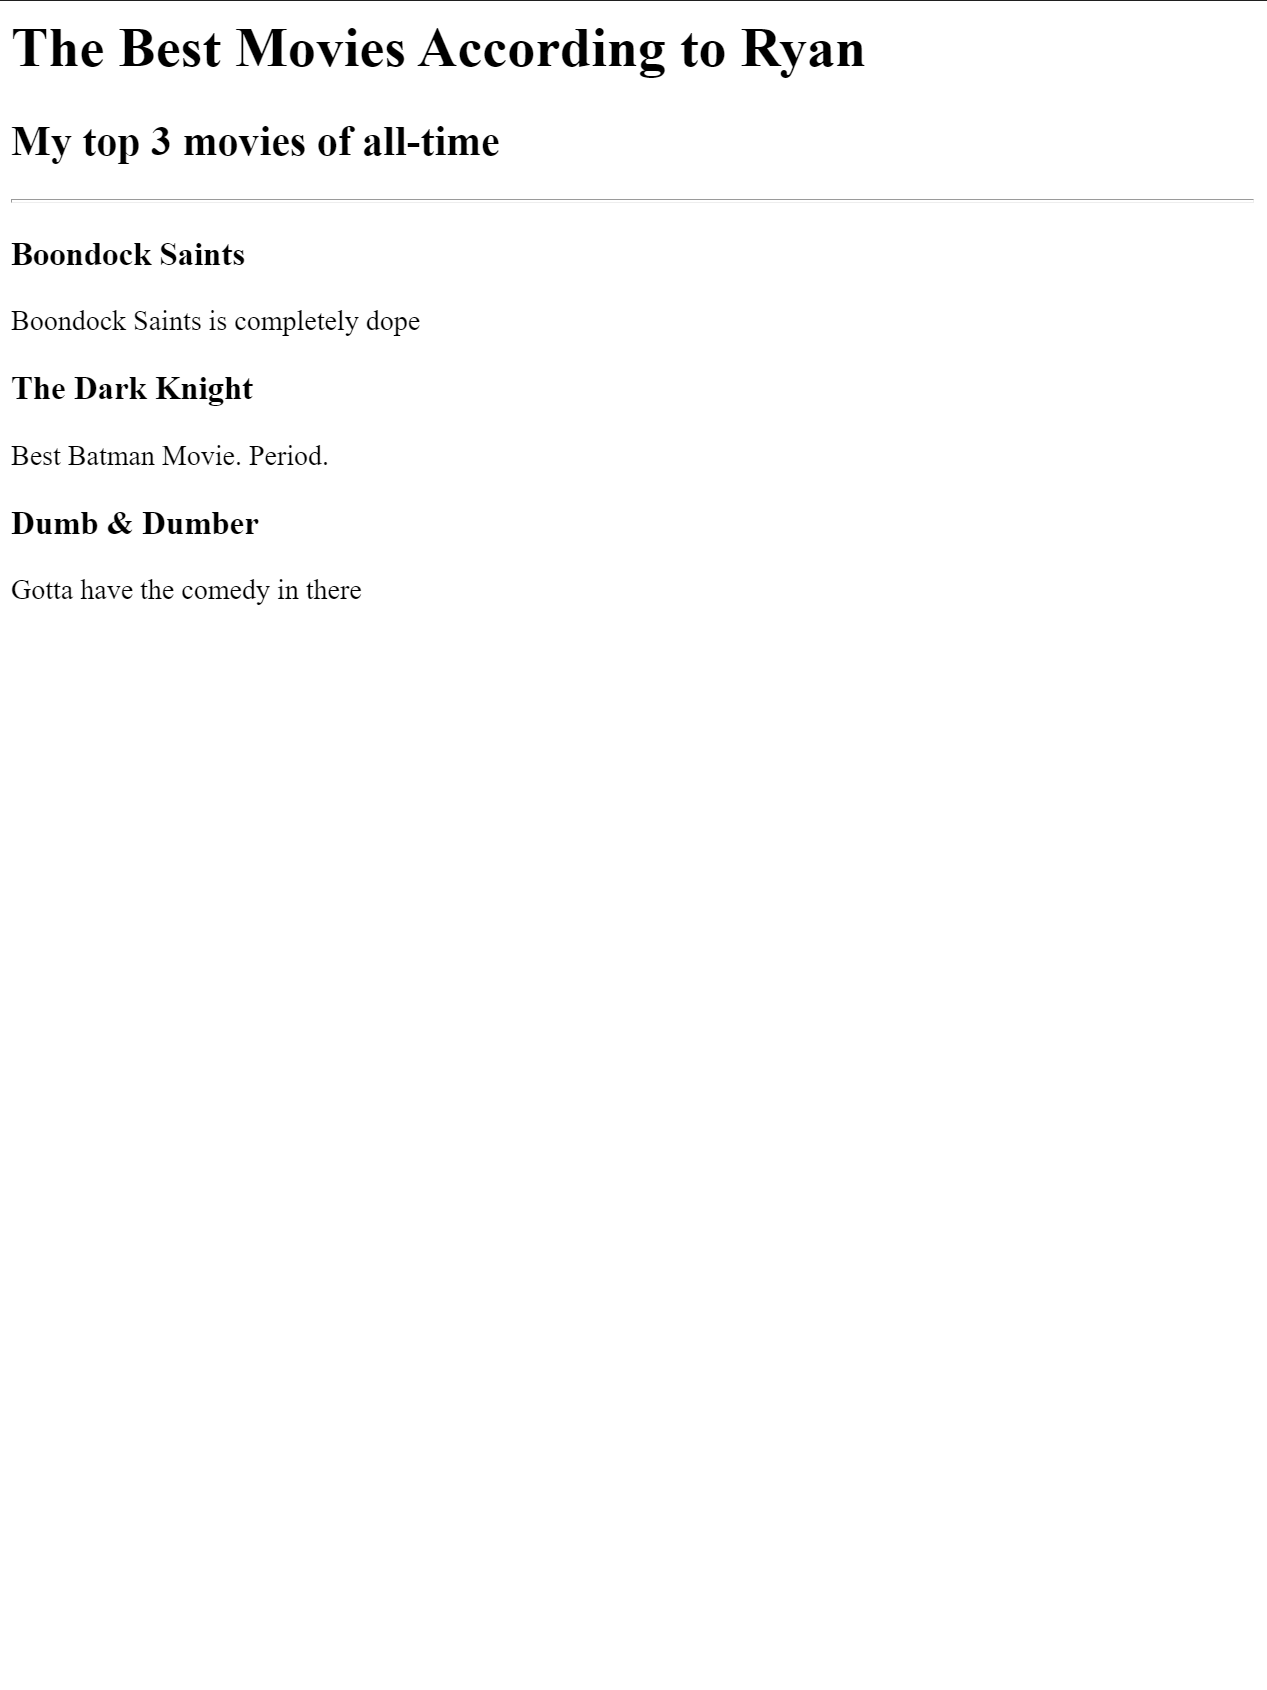 The Best Movies According to Ryan
My top 3 movies of all-time
Boondock Saints
Boondock Saints is completely dope
The Dark Knight
Best Batman Movie. Period.
Dumb & Dumber
Gotta have the comedy in there